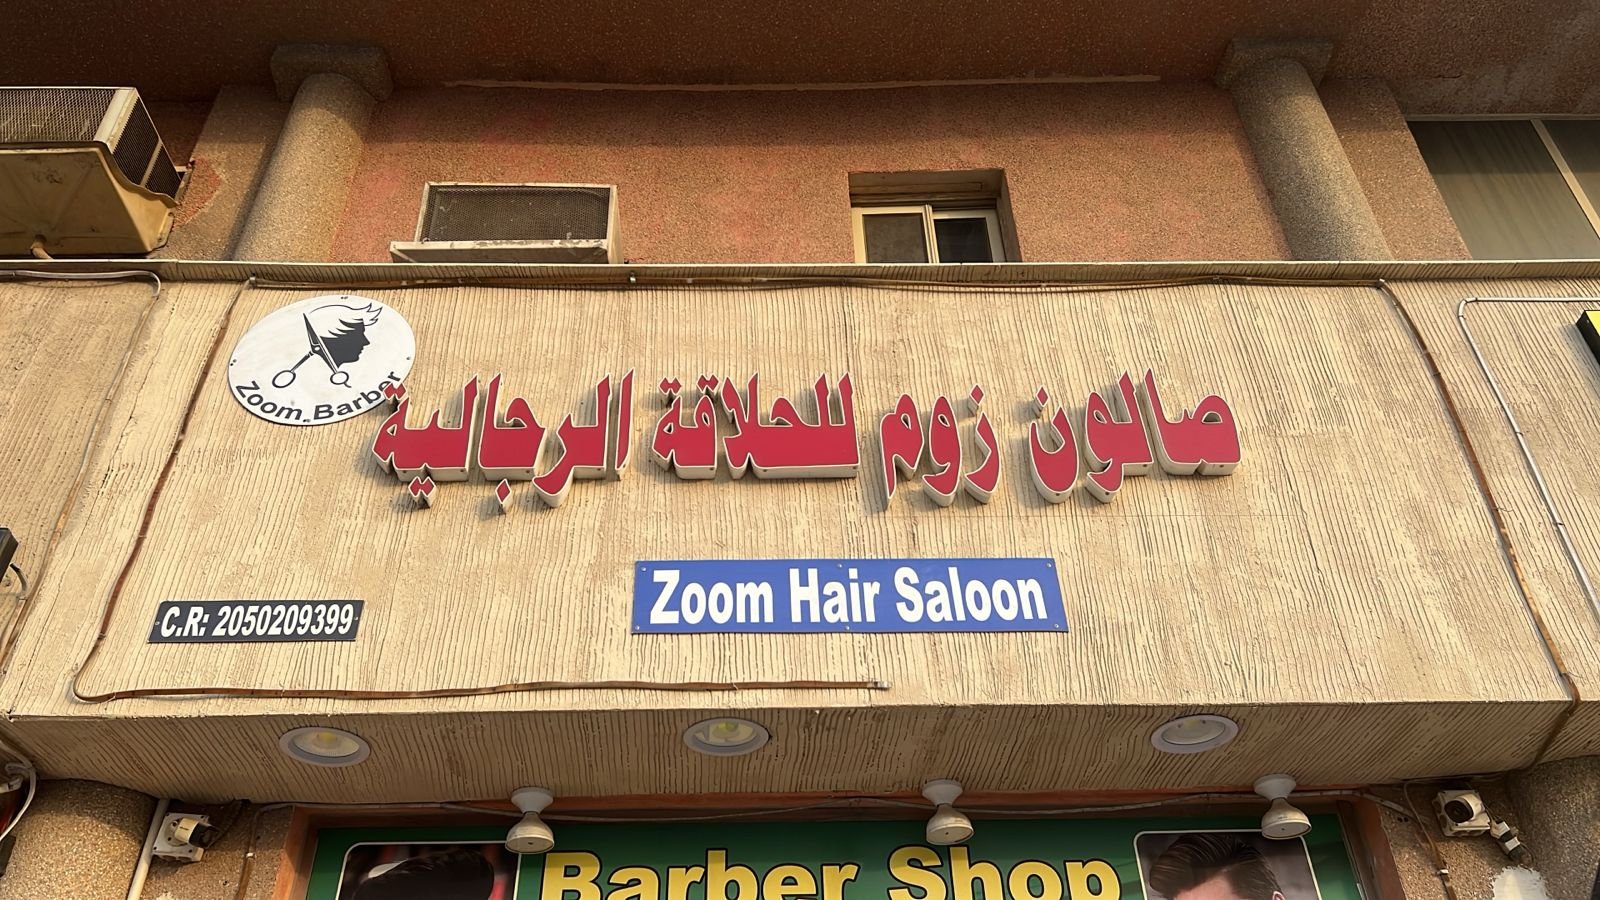 Zoom.Barber
صالون زوم للحلاقة الرجالية
Zoom Hair Saloon
C.R: 2050209399
Barber Shop